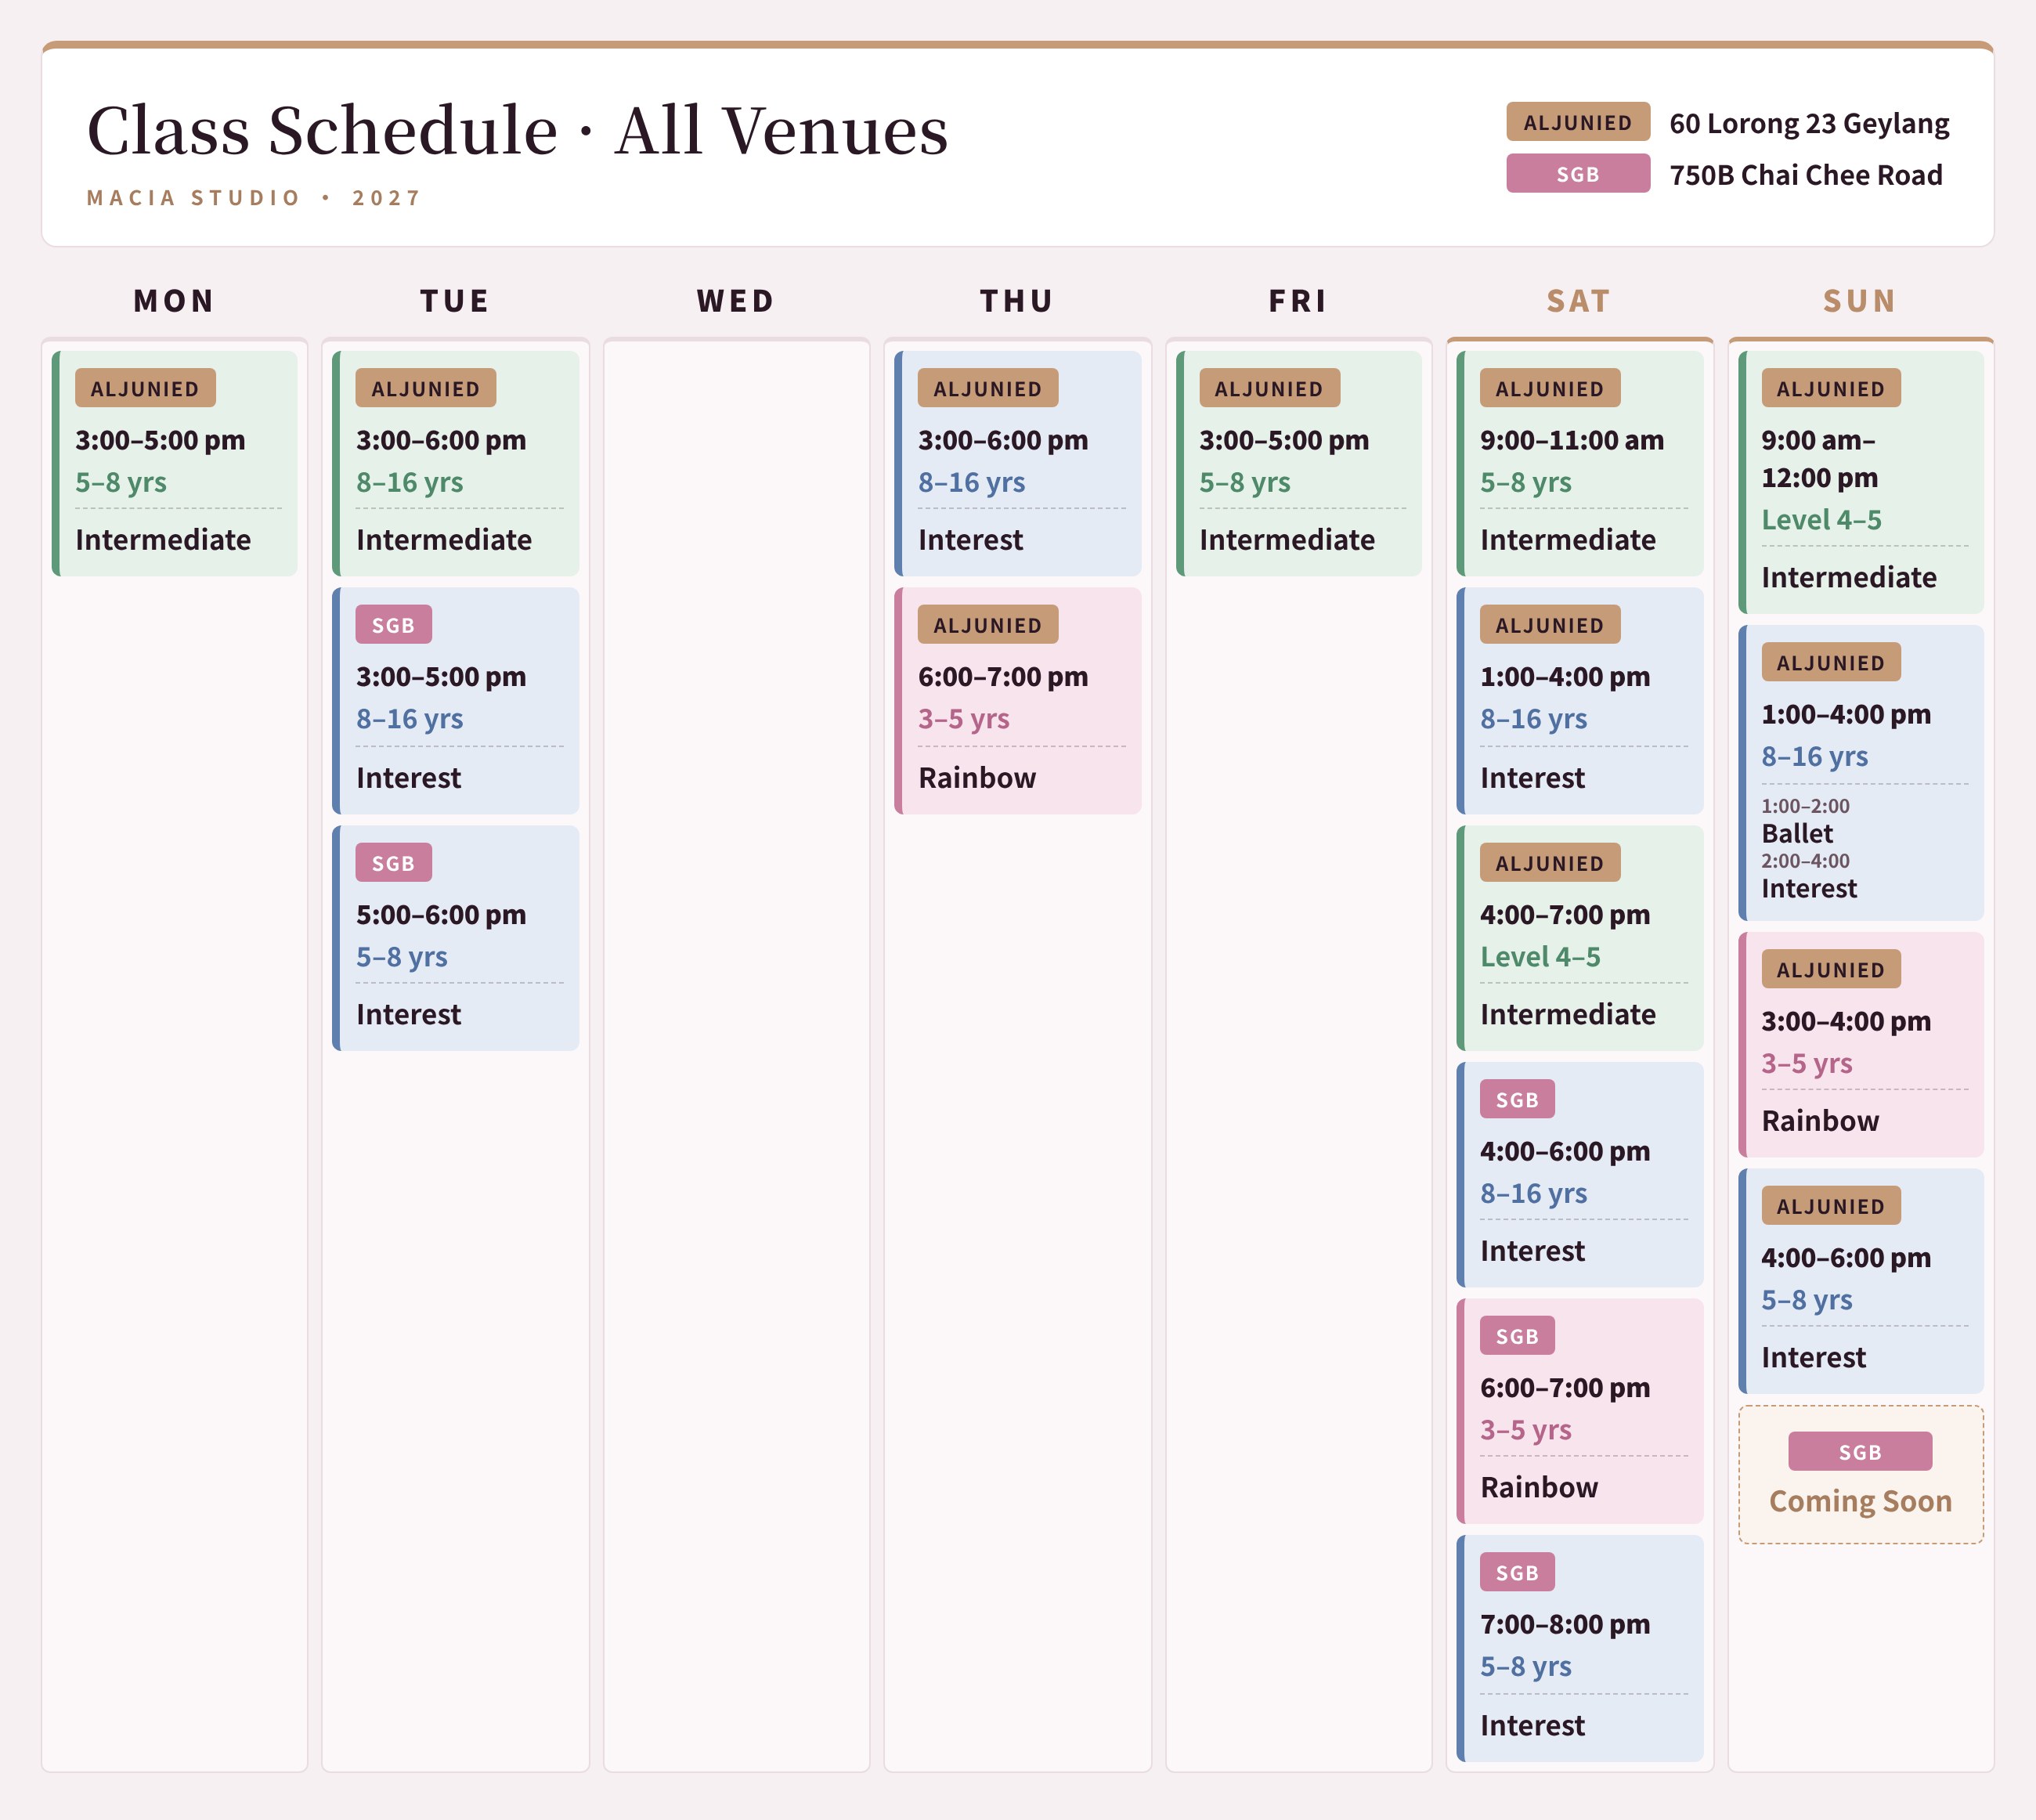 Class Schedule · All Venues
MACIA STUDIO • 2027
ALJUNIED 60 Lorong 23 Geylang
SGB 750B Chai Chee Road
MON
ALJUNIED
3:00–5:00 pm
5–8 yrs
Intermediate
TUE
ALJUNIED
3:00–6:00 pm
8–16 yrs
Intermediate
SGB
3:00–5:00 pm
8–16 yrs
Interest
SGB
5:00–6:00 pm
5–8 yrs
Interest
WED
THU
ALJUNIED
3:00–6:00 pm
8–16 yrs
Interest
ALJUNIED
6:00–7:00 pm
3–5 yrs
Rainbow
FRI
ALJUNIED
3:00–5:00 pm
5–8 yrs
Intermediate
SAT
ALJUNIED
9:00–11:00 am
5–8 yrs
Intermediate
ALJUNIED
1:00–4:00 pm
8–16 yrs
Interest
ALJUNIED
4:00–7:00 pm
Level 4–5
Intermediate
SGB
4:00–6:00 pm
8–16 yrs
Interest
SGB
6:00–7:00 pm
3–5 yrs
Rainbow
SGB
7:00–8:00 pm
5–8 yrs
Interest
SUN
ALJUNIED
9:00 am–
12:00 pm
Level 4–5
Intermediate
ALJUNIED
1:00–4:00 pm
8–16 yrs
1:00–2:00
Ballet
2:00–4:00
Interest
ALJUNIED
3:00–4:00 pm
3–5 yrs
Rainbow
ALJUNIED
4:00–6:00 pm
5–8 yrs
Interest
SGB
Coming Soon